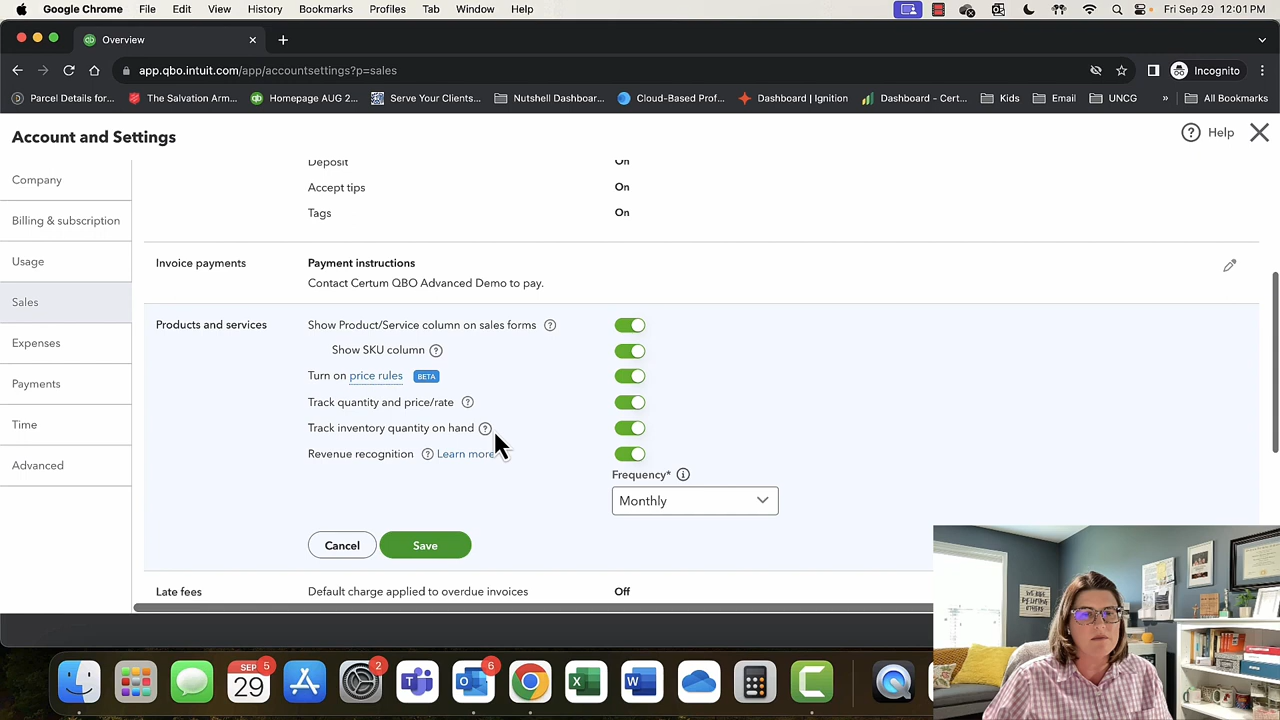 Google Chrome File Edit View History Bookmarks Profiles Tab Window Help Fri Sep 29 12:01 PM
Overview
app.qbo.intuit.com/app/accountsettings?p=sales Incognito
Parcel Details for... The Salvation Arm... Homepage AUG 2... Serve Your Clients... Nutshell Dashboar... Cloud-Based Prof... Dashboard | Ignition Dashboard - Cert... Kids Email UNCG » All Bookmarks
Account and Settings Help
Company
Billing & subscription
Usage
Sales
Expenses
Payments
Time
Advanced
Deposit On
Accept tips On
Tags On
Invoice payments Payment instructions
Contact Certum QBO Advanced Demo to pay.
Products and services Show Product/Service column on sales forms
Show SKU column
Turn on price rules BETA
Track quantity and price/rate
Track inventory quantity on hand
Revenue recognition Learn more
Frequency*
Monthly
Cancel Save
Late fees Default charge applied to overdue invoices Off
SEP 5
29
2
6